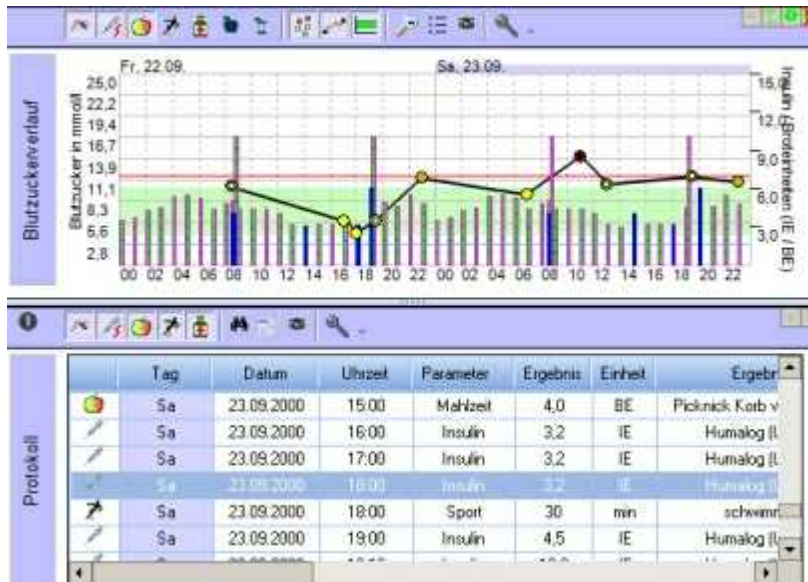 Fr. 22.09.
Sa. 23.09.
Blutzuckerverlauf
Blutzucker in mmol/l
25,0
22,2
19,4
16,7
13,9
11,1
8,3
5,6
2,8
15,0
12,0
9,0
6,0
3,0
Insulin / Broteinheiten (IE / BE)
00 02 04 06 08 10 12 14 16 18 20 22 00 02 04 06 08 10 12 14 16 18 20 22
Protokoll
Tag Datum Uhrzeit Parameter Ergebnis Einheit Ergebn
Sa 23.09.2000 15:00 Mahlzeit 4,0 BE Picknick Korb v
Sa 23.09.2000 16:00 Insulin 3,2 IE Humalog (L
Sa 23.09.2000 17:00 Insulin 3,2 IE Humalog (L
Sa 23.09.2000 18:00 Insulin 3,2 IE Humalog (L
Sa 23.09.2000 18:00 Sport 30 min schwimm
Sa 23.09.2000 19:00 Insulin 4,5 IE Humalog (L